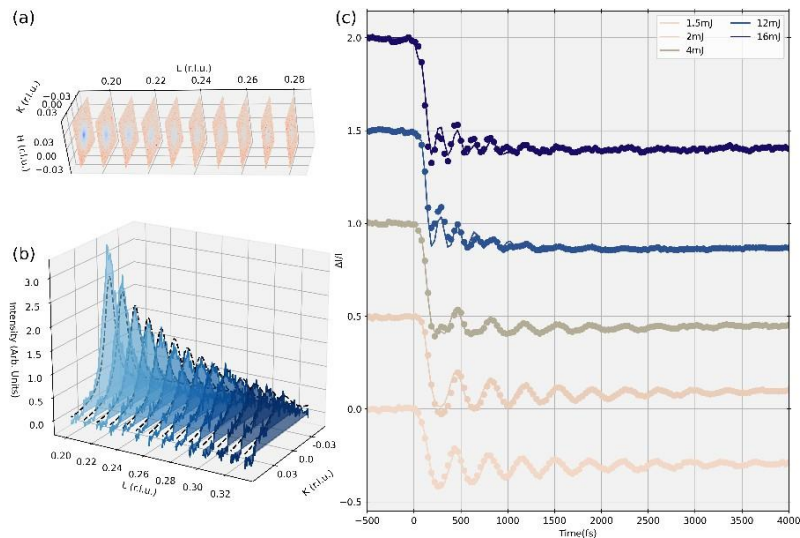 (a)
L (r.l.u.)
0.20 0.22 0.24 0.26 0.28
K (r.l.u.)
−0.03
0.00
0.03
H (r.l.u.)
0.03
0.00
−0.03
(b)
Intensity (Arb. Units)
3.0
2.5
2.0
1.5
1.0
0.5
0.0
0.20 0.22 0.24 0.26 0.28 0.30 0.32
L (r.l.u.)
−0.03
0.0
0.03
K (r.l.u.)
(c)
1.5mJ
2mJ
4mJ
12mJ
16mJ
ΔI/I
2.0
1.5
1.0
0.5
0.0
−0.5
−500 0 500 1000 1500 2000 2500 3000 3500 4000
Time(fs)